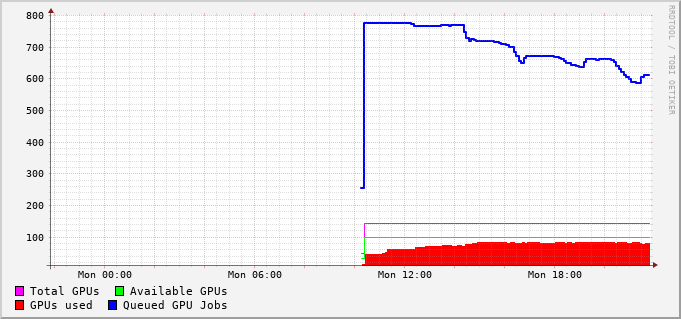 800
700
600
500
400
300
200
100
Mon 00:00 Mon 06:00 Mon 12:00 Mon 18:00
Total GPUs Available GPUs
GPUs used Queued GPU Jobs
RRDTOOL / TOBI OETIKER